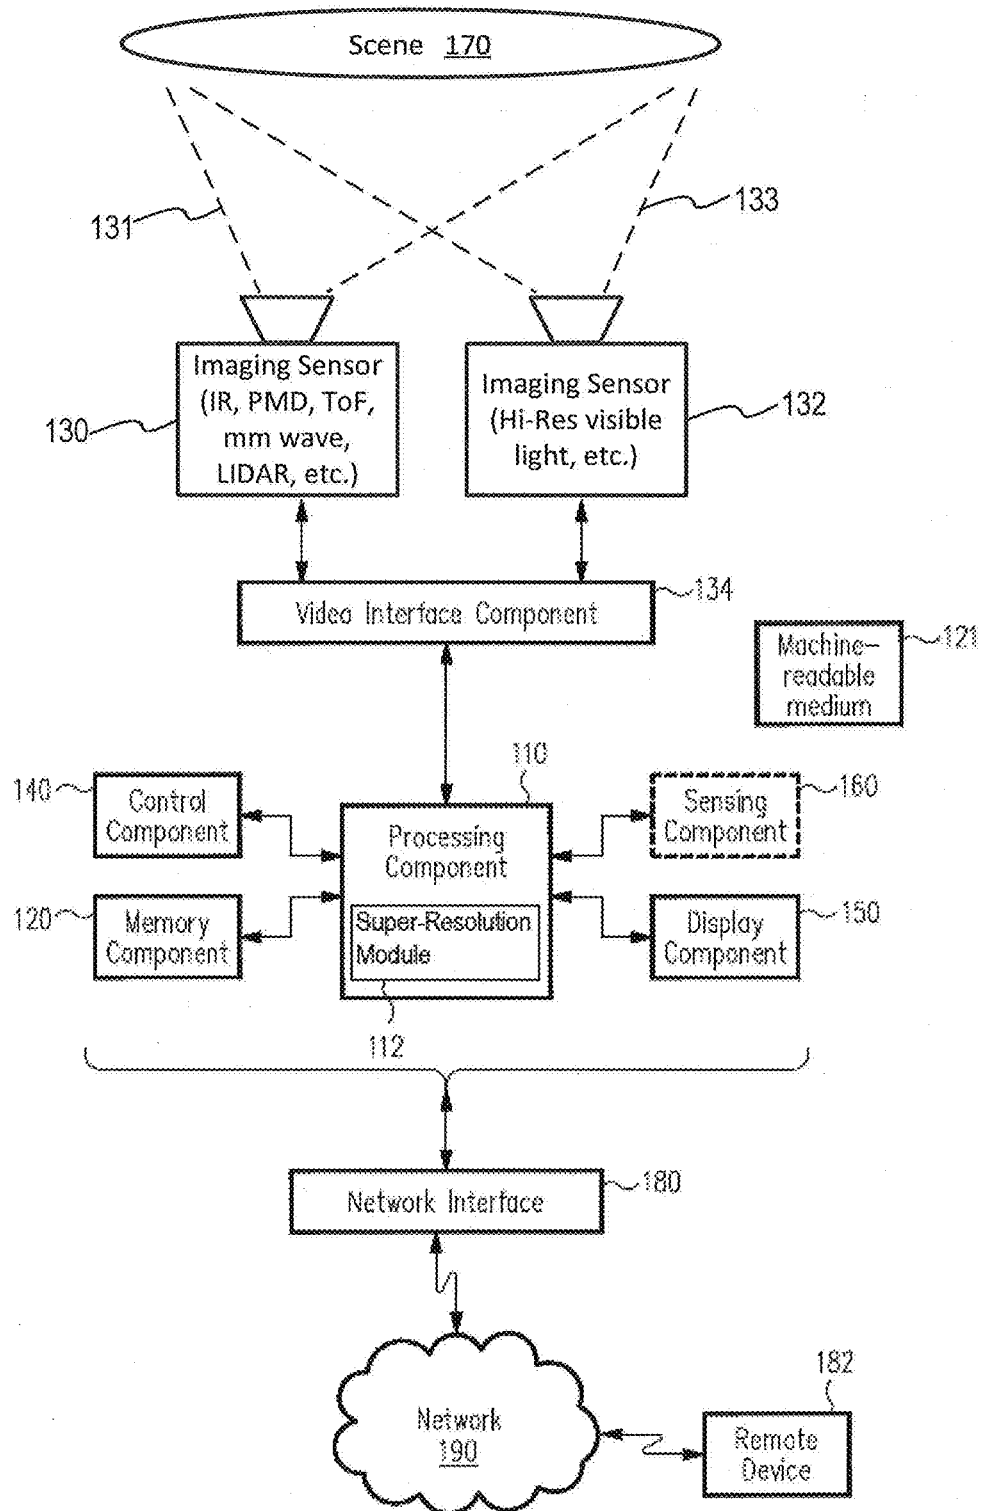 Scene 170
131
133
Imaging Sensor
(IR, PMD, ToF,
mm wave,
LIDAR, etc.)
130
Imaging Sensor
(Hi-Res visible
light, etc.)
132
Video Interface Component
134
Machine-
readable
medium
121
110
140
Control
Component
Processing
Component
Sensing
Component
160
120
Memory
Component
Super-Resolution
Module
Display
Component
150
112
Network Interface
180
182
Network
190
Remote
Device